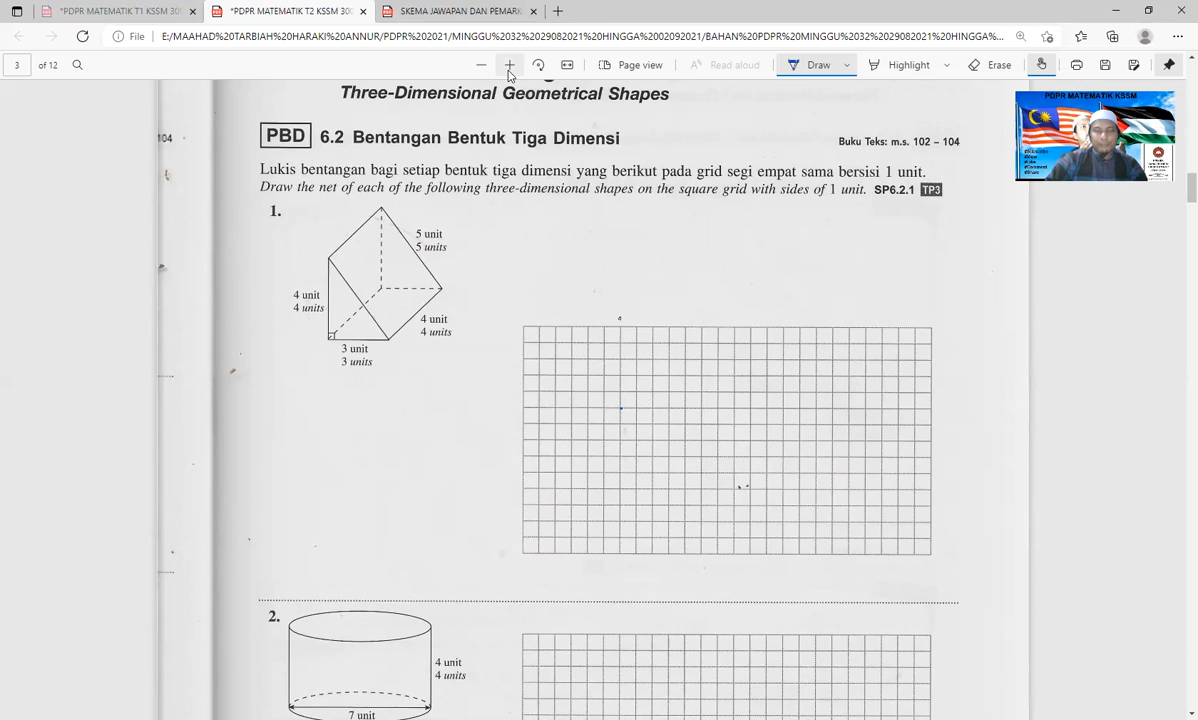 *PDPR MATEMATIK T1 KSSM 30
*PDPR MATEMATIK T2 KSSM 30
SKEMA JAWAPAN DAN PEMARK
File
E:/MAAHAD%20TARBIAH%20HARAKI%20ANNUR/PDPR%202021/MINGGU%2032%2029082021%20HINGGA%2002092021/BAHAN%20PDPR%20MINGGU%2032%2029082021%20HINGGA%...
3 of 12
Page view
Read aloud
Draw
Highlight
Erase
PDPR MATEMATIK KSSM
Three-Dimensional Geometrical Shapes
104
PBD 6.2 Bentangan Bentuk Tiga Dimensi
Buku Teks: m.s. 102 – 104
Lukis bentangan bagi setiap bentuk tiga dimensi yang berikut pada grid segi empat sama bersisi 1 unit.
Draw the net of each of the following three-dimensional shapes on the square grid with sides of 1 unit. SP6.2.1 TP3
1.
5 unit
5 units
4 unit
4 units
4 unit
4 units
3 unit
3 units
2.
4 unit
4 units
7 unit